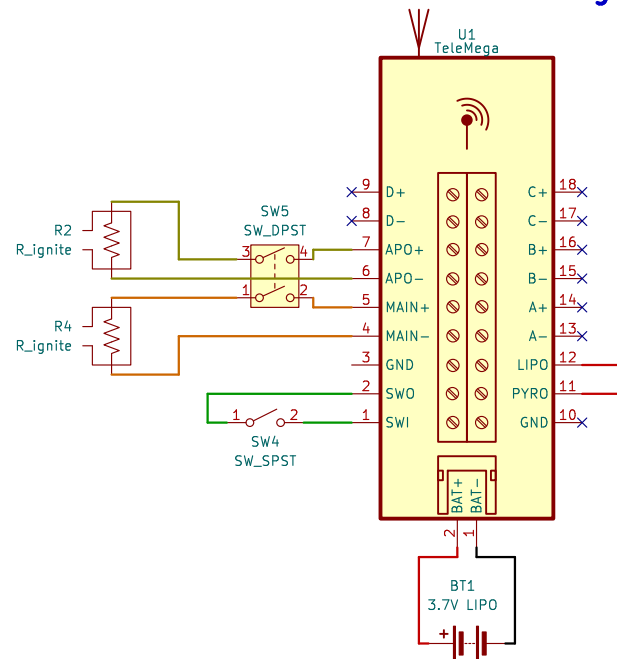 U1
TeleMega
9 D+ C+ 18
8 D- C- 17
SW5
SW_DPST
R2
R_ignite
3 4
7 APO+ B+ 16
6 APO- B- 15
1 2
5 MAIN+ A+ 14
R4
R_ignite
4 MAIN- A- 13
3 GND LIPO 12
2 SWO PYRO 11
1 2
1 SWI GND 10
SW4
SW_SPST
BAT+ BAT-
2 1
BT1
3.7V LIPO
+